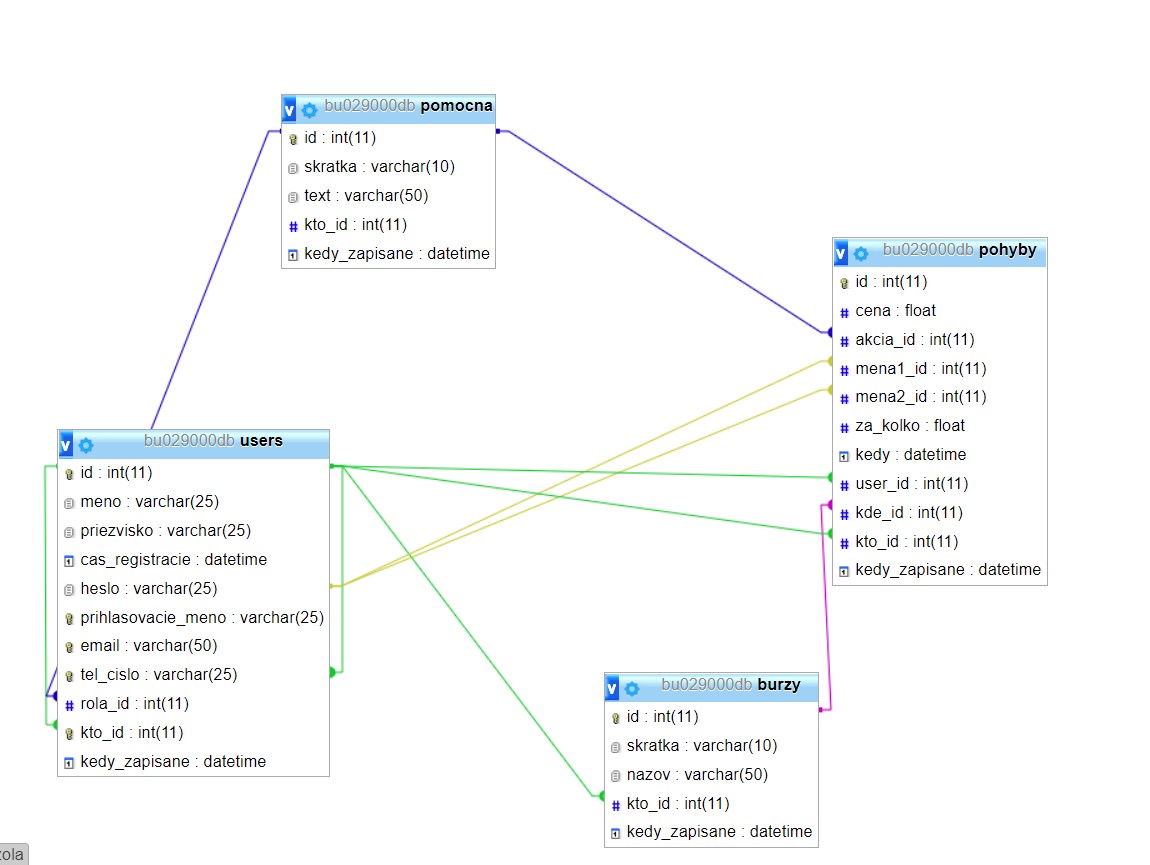 bu029000db pomocna
id : int(11)
skratka : varchar(10)
text : varchar(50)
kto_id : int(11)
kedy_zapisane : datetime
bu029000db pohyby
id : int(11)
cena : float
akcia_id : int(11)
mena1_id : int(11)
mena2_id : int(11)
za_kolko : float
kedy : datetime
user_id : int(11)
kde_id : int(11)
kto_id : int(11)
kedy_zapisane : datetime
bu029000db users
id : int(11)
meno : varchar(25)
priezvisko : varchar(25)
cas_registracie : datetime
heslo : varchar(25)
prihlasovacie_meno : varchar(25)
email : varchar(50)
tel_cislo : varchar(25)
rola_id : int(11)
kto_id : int(11)
kedy_zapisane : datetime
bu029000db burzy
id : int(11)
skratka : varchar(10)
nazov : varchar(50)
kto_id : int(11)
kedy_zapisane : datetime